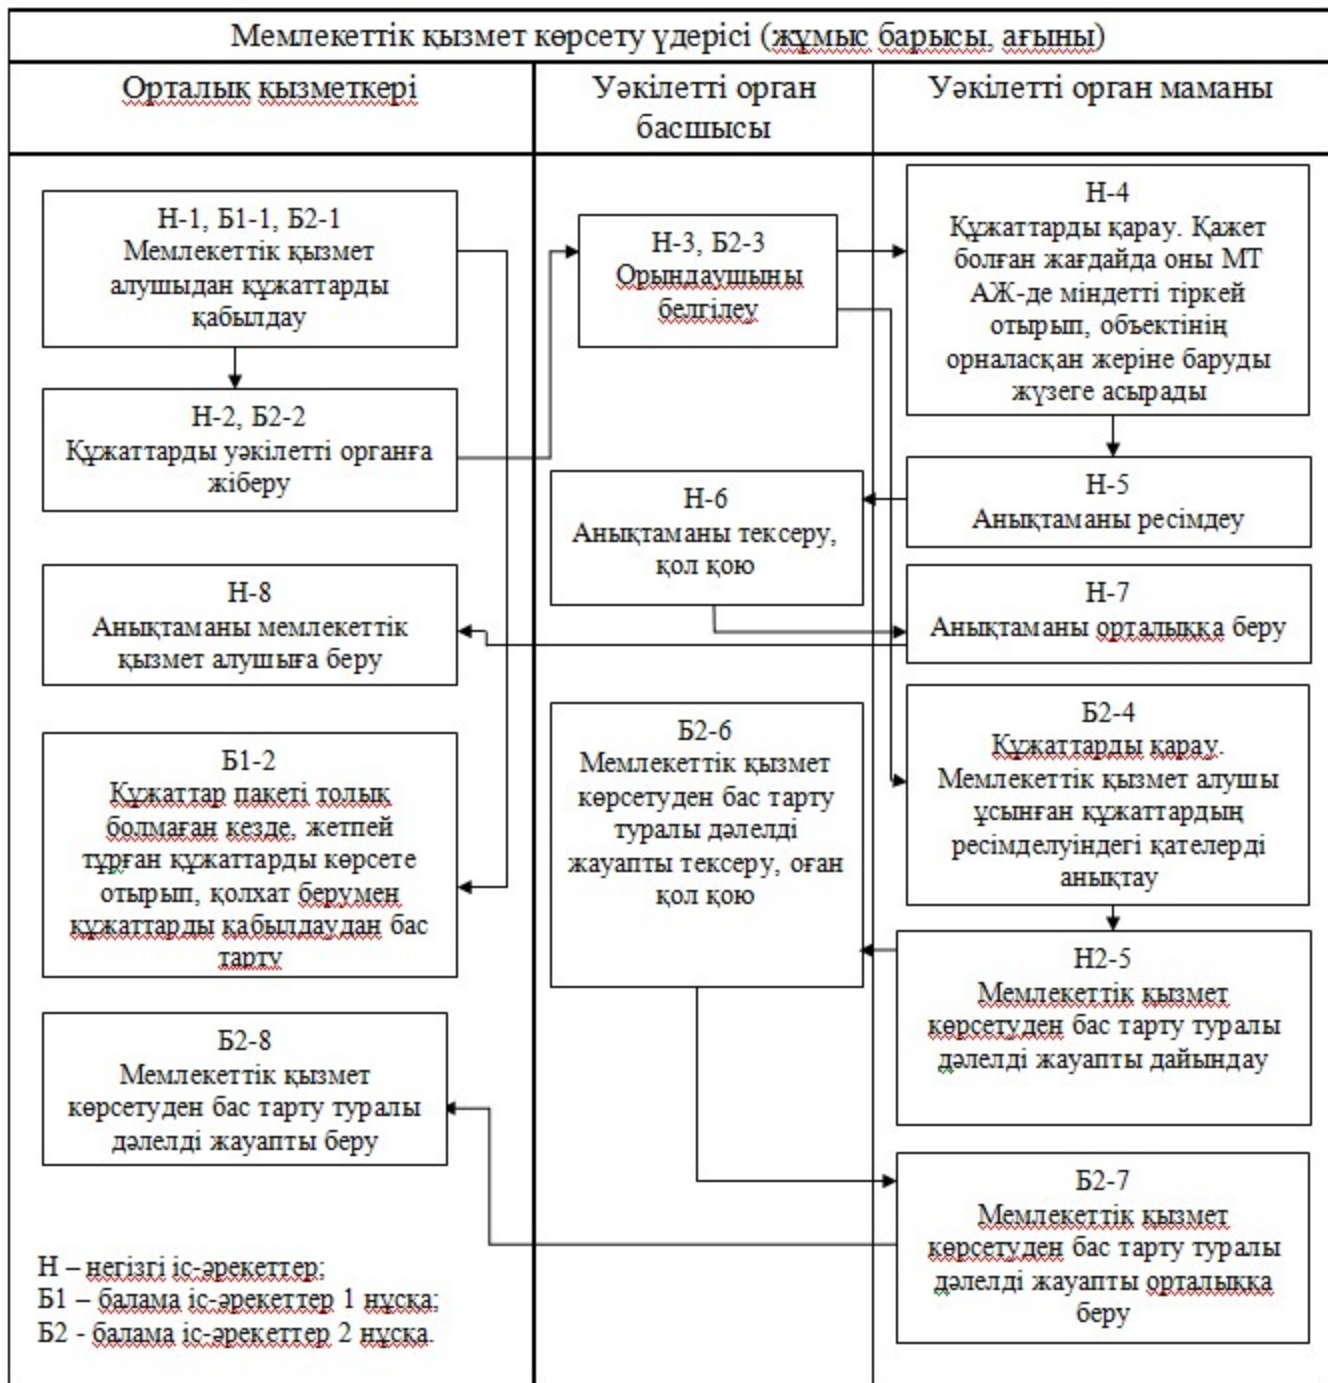 Мемлекеттік қызмет көрсету үдерісі (жұмыс барысы, ағыны)
Орталық қызметкері
Уәкілетті орган
басшысы
Уәкілетті орган маманы
Н-1, Б1-1, Б2-1
Мемлекеттік қызмет
алушыдан құжаттарды
қабылдау
Н-2, Б2-2
Құжаттарды уәкілетті органға
жіберу
Н-8
Анықтаманы мемлекеттік
қызмет алушыға беру
Б1-2
Құжаттар пакеті толық
болмаған кезде, жетпей
тұрған құжаттарды көрсете
отырып, қолхат берумен
құжаттарды қабылдаудан бас
тарту
Б2-8
Мемлекеттік қызмет
көрсетуден бас тарту туралы
дәлелді жауапты беру
Н – негізгі іс-әрекеттер;
Б1 – балама іс-әрекеттер 1 нұсқа;
Б2 - балама іс-әрекеттер 2 нұсқа.
Н-3, Б2-3
Орындаушыны
белгілеу
Н-6
Анықтаманы тексеру,
қол қою
Б2-6
Мемлекеттік қызмет
көрсетуден бас тарту
туралы дәлелді
жауапты тексеру, оған
қол қою
Н-4
Құжаттарды қарау. Қажет
болған жағдайда оны МТ
АЖ-де міндетті тіркей
отырып, объектінің
орналасқан жеріне баруды
жүзеге асырады
Н-5
Анықтаманы ресімдеу
Н-7
Анықтаманы орталыққа беру
Б2-4
Құжаттарды қарау.
Мемлекеттік қызмет алушы
ұсынған құжаттардың
ресімделуіндегі қателерді
анықтау
Н2-5
Мемлекеттік қызмет
көрсетуден бас тарту туралы
дәлелді жауапты дайындау
Б2-7
Мемлекеттік қызмет
көрсетуден бас тарту туралы
дәлелді жауапты орталыққа
беру